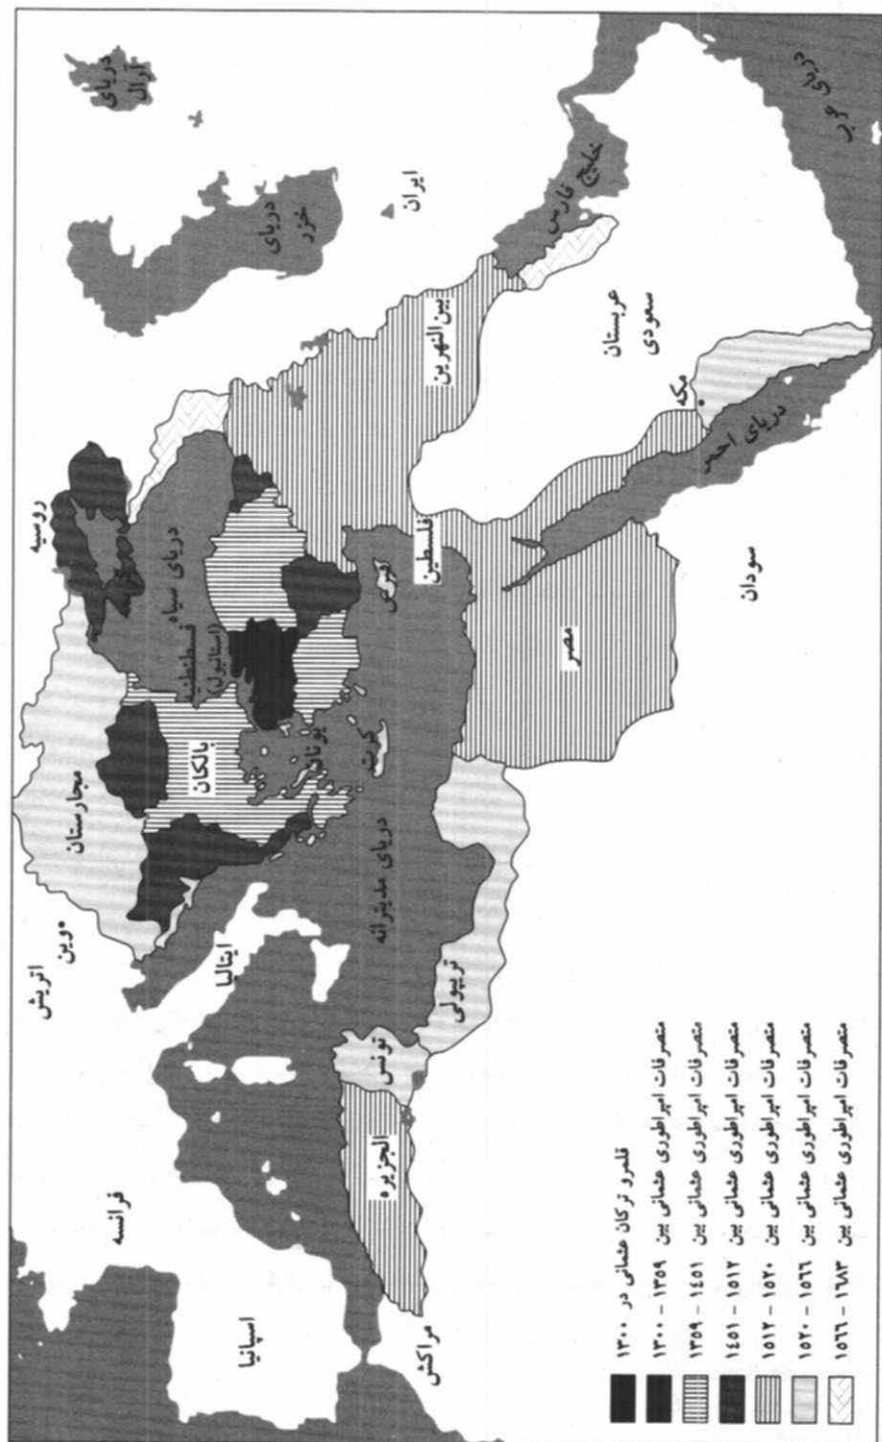 دریای
آرال
دریای
خزر
ایران
خلیج فارس
دریای
عرب
روسیه
بین‌النهرین
عربستان
سعودی
مکه
دریای احمر
دریای سیاه
قسطنطنیه
(استانبول)
فلسطین
قبرس
سودان
مصر
مجارستان
بالکان
یونان
کرت
دریای مدیترانه
وین
اتریش
ایتالیا
تریپولی
تونس
الجزیره
فرانسه
اسپانیا
مراکش
قلمرو ترکان عثمانی در ۱۳۰۰
متصرفات امپراطوری عثمانی بین ۱۳۵۹ – ۱۳۰۰
متصرفات امپراطوری عثمانی بین ۱۴۵۱ – ۱۳۵۹
متصرفات امپراطوری عثمانی بین ۱۵۱۲ – ۱۴۵۱
متصرفات امپراطوری عثمانی بین ۱۵۲۰ – ۱۵۱۲
متصرفات امپراطوری عثمانی بین ۱۵۶۶ – ۱۵۲۰
متصرفات امپراطوری عثمانی بین ۱۶۸۳ – ۱۵۶۶